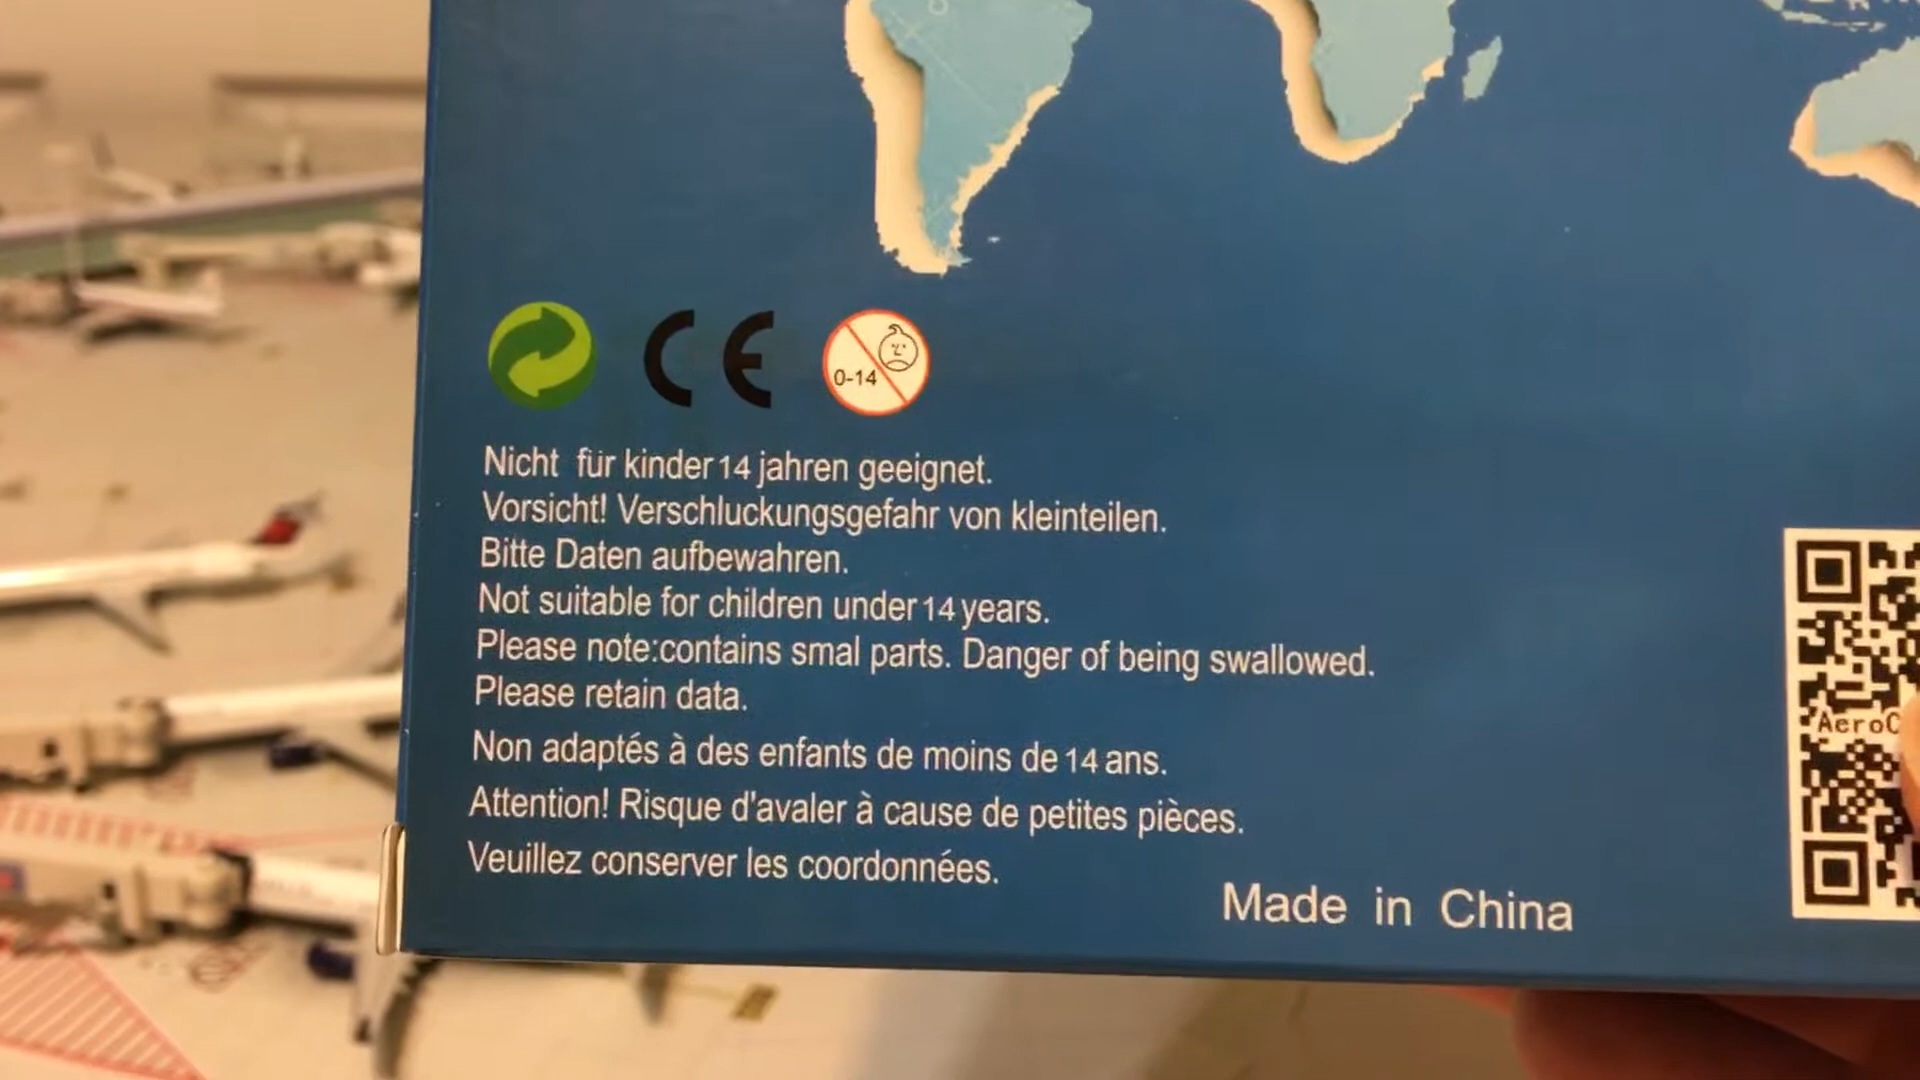 CE
0-14
Nicht für kinder 14 jahren geeignet.
Vorsicht! Verschluckungsgefahr von kleinteilen.
Bitte Daten aufbewahren.
Not suitable for children under 14 years.
Please note:contains smal parts. Danger of being swallowed.
Please retain data.
Non adaptés à des enfants de moins de 14 ans.
Attention! Risque d'avaler à cause de petites pièces.
Veuillez conserver les coordonnées.
Made in China